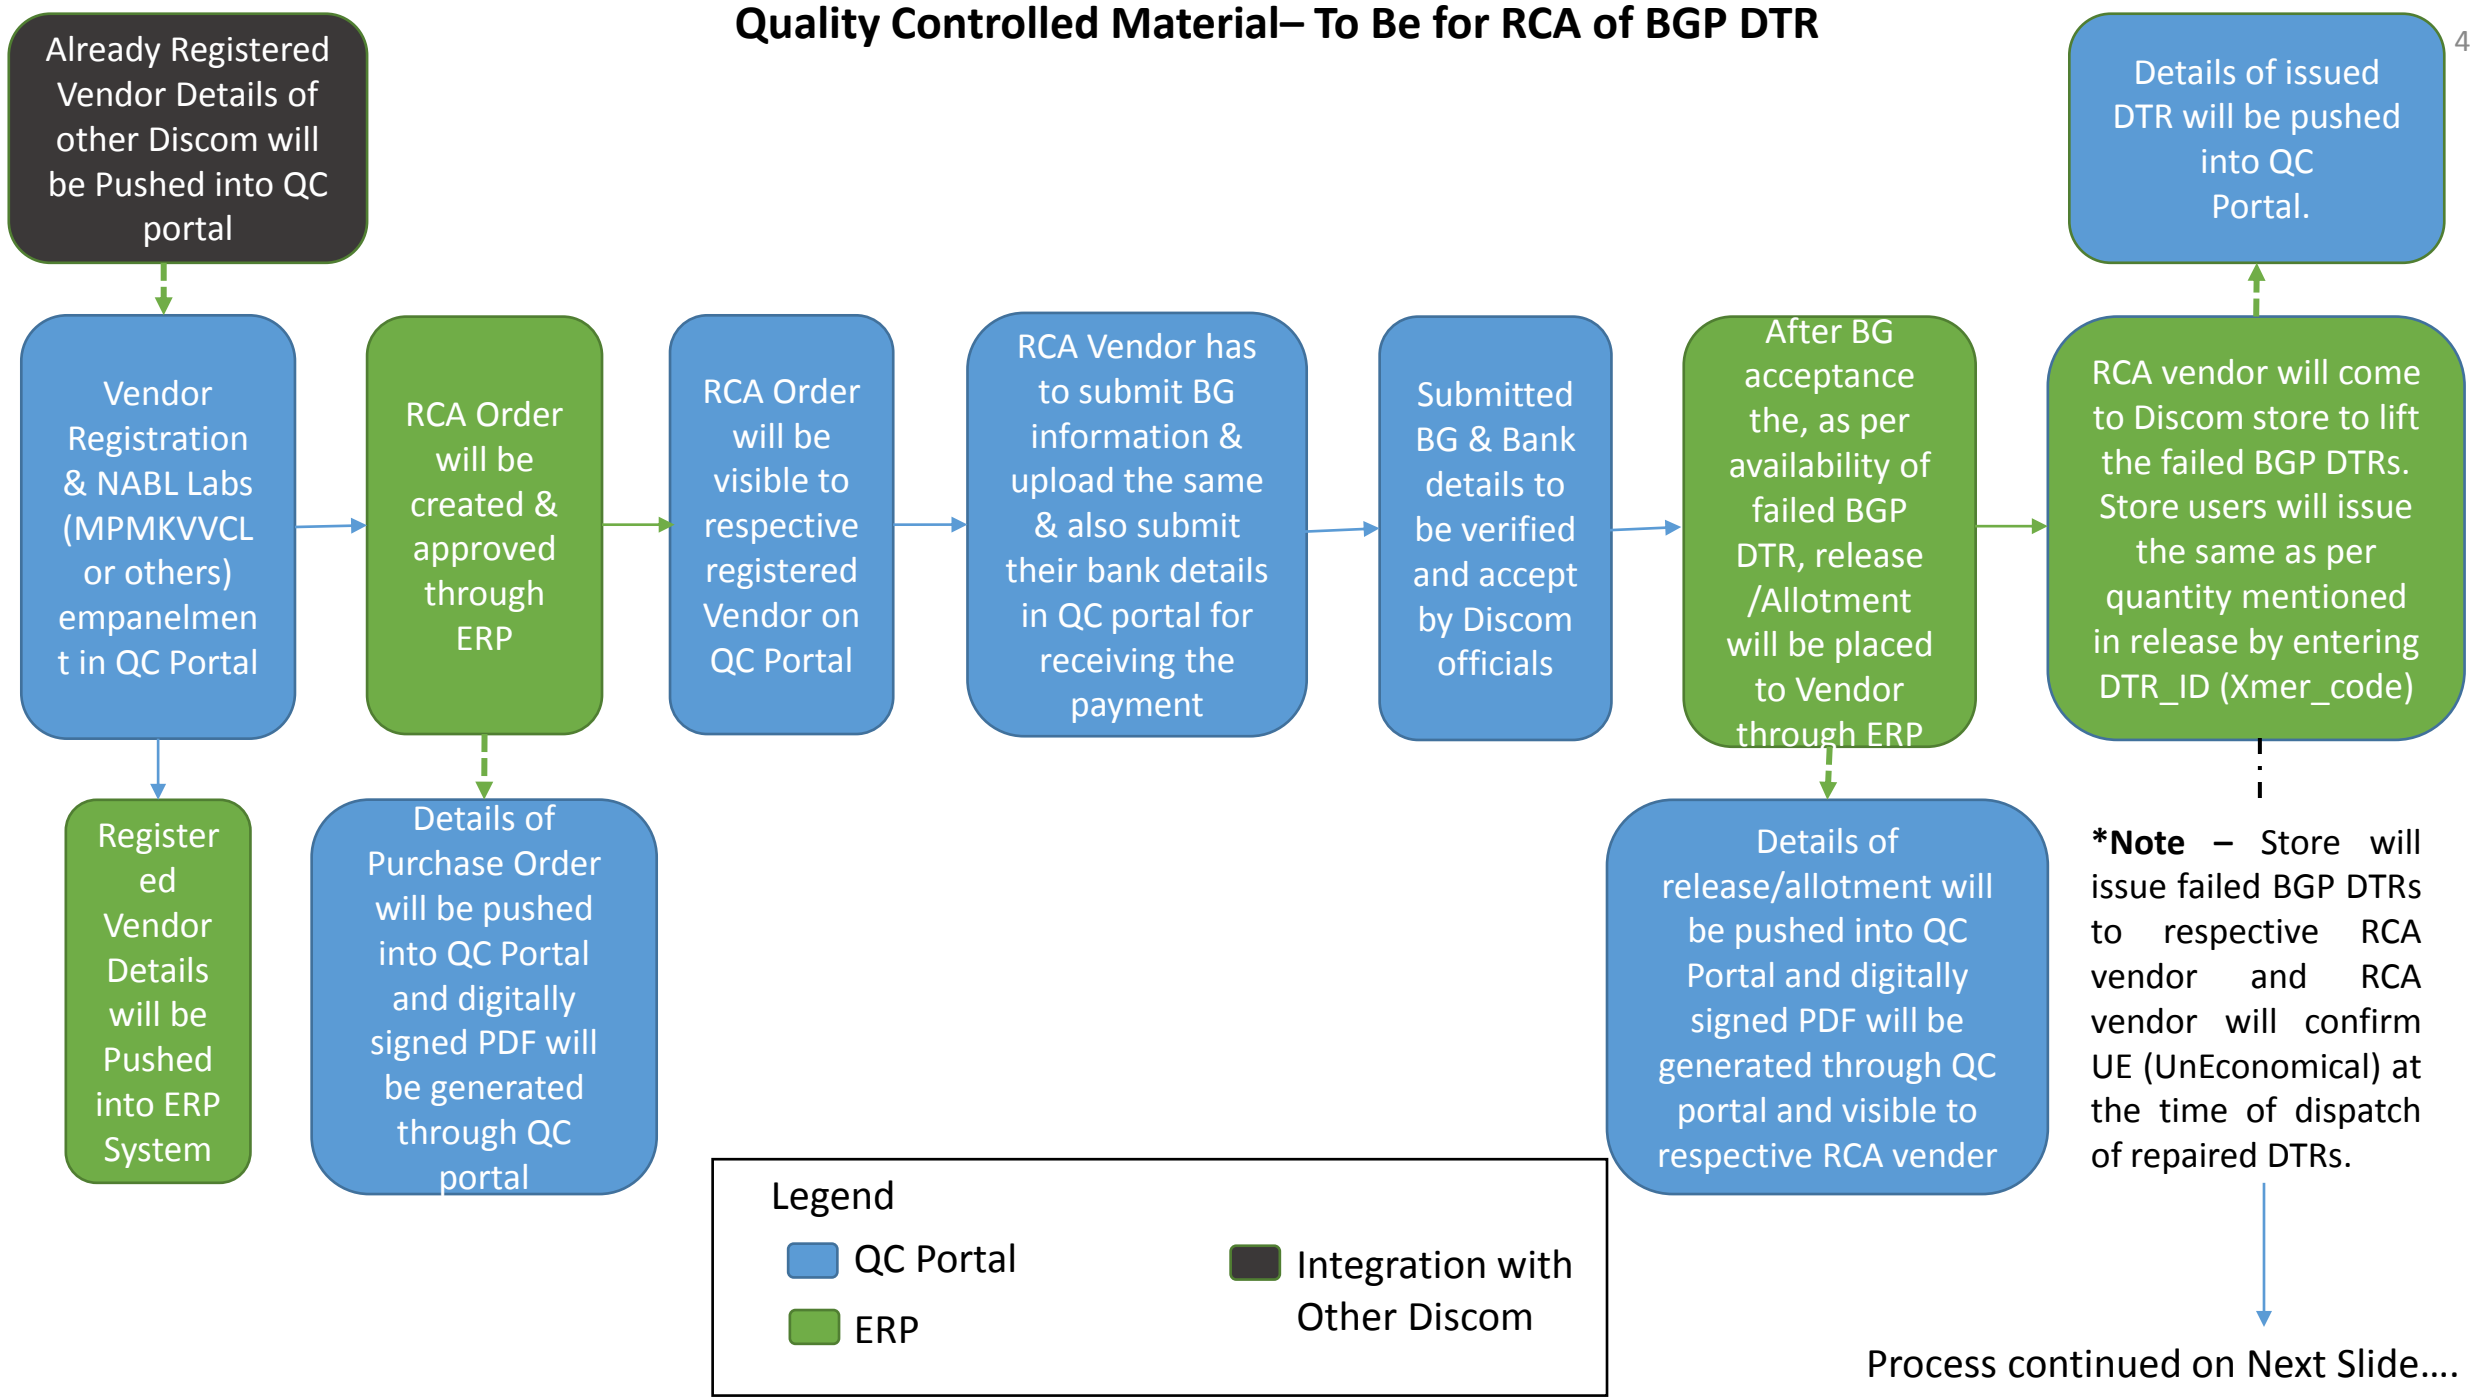 Quality Controlled Material– To Be for RCA of BGP DTR
4
Already Registered
Vendor Details of
other Discom will
be Pushed into QC
portal
Details of issued
DTR will be pushed
into QC
Portal.
Vendor
Registration
& NABL Labs
(MPMKVVCL
or others)
empanelmen
t in QC Portal
RCA Order
will be
created &
approved
through
ERP
RCA Order
will be
visible to
respective
registered
Vendor on
QC Portal
RCA Vendor has
to submit BG
information &
upload the same
& also submit
their bank details
in QC portal for
receiving the
payment
Submitted
BG & Bank
details to
be verified
and accept
by Discom
officials
After BG
acceptance
the, as per
availability of
failed BGP
DTR, release
/Allotment
will be placed
to Vendor
through ERP
RCA vendor will come
to Discom store to lift
the failed BGP DTRs.
Store users will issue
the same as per
quantity mentioned
in release by entering
DTR_ID (Xmer_code)
Register
ed
Vendor
Details
will be
Pushed
into ERP
System
Details of
Purchase Order
will be pushed
into QC Portal
and digitally
signed PDF will
be generated
through QC
portal
Details of
release/allotment will
be pushed into QC
Portal and digitally
signed PDF will be
generated through QC
portal and visible to
respective RCA vender
*Note – Store will
issue failed BGP DTRs
to respective RCA
vendor and RCA
vendor will confirm
UE (UnEconomical) at
the time of dispatch
of repaired DTRs.
Legend
QC Portal
ERP
Integration with
Other Discom
Process continued on Next Slide....